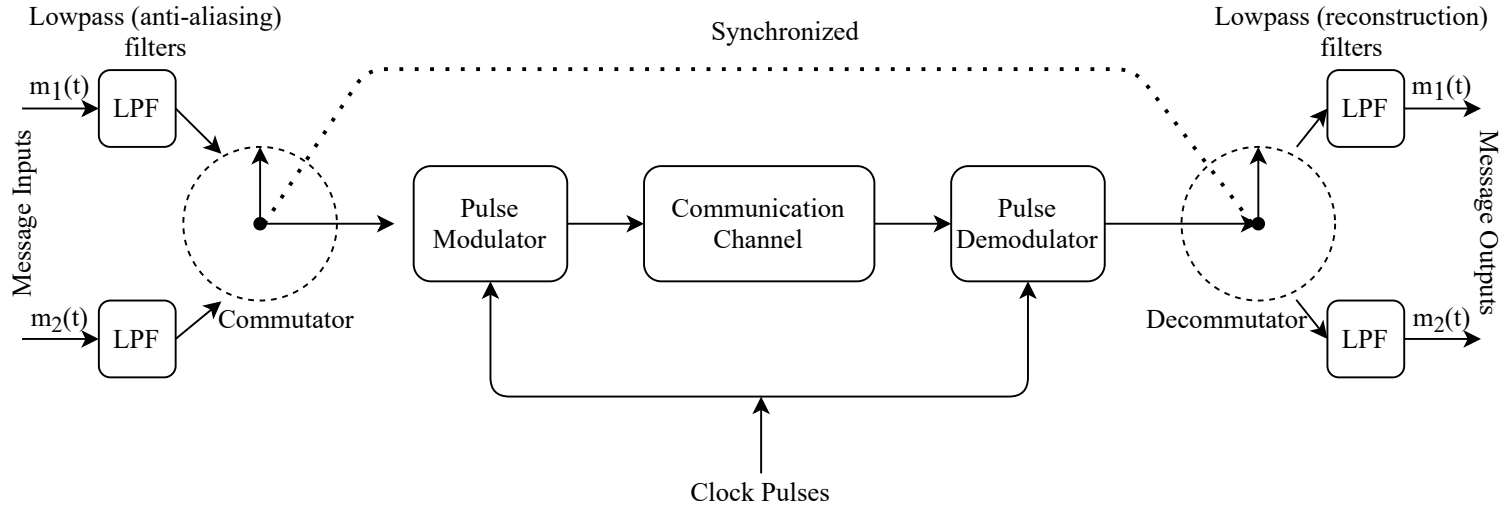 Lowpass (anti-aliasing)
filters
Synchronized
Lowpass (reconstruction)
filters
m1(t)
LPF
LPF
m1(t)
Message Inputs
Message Outputs
Pulse
Modulator
Communication
Channel
Pulse
Demodulator
m2(t)
LPF
Commutator
Decommutator
LPF
m2(t)
Clock Pulses